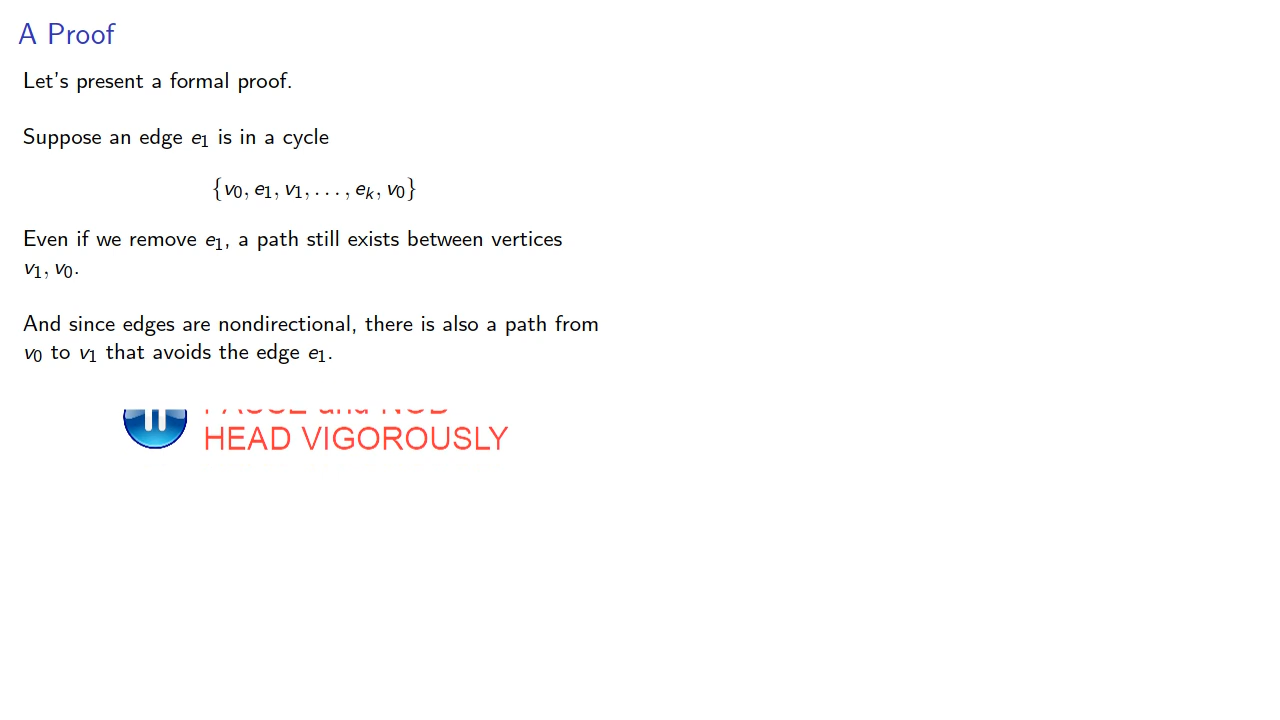 A Proof
Let's present a formal proof.
Suppose an edge e₁ is in a cycle
{v₀, e₁, v₁, . . . , eₖ, v₀}
Even if we remove e₁, a path still exists between vertices
v₁, v₀.
And since edges are nondirectional, there is also a path from
v₀ to v₁ that avoids the edge e₁.
HEAD VIGOROUSLY